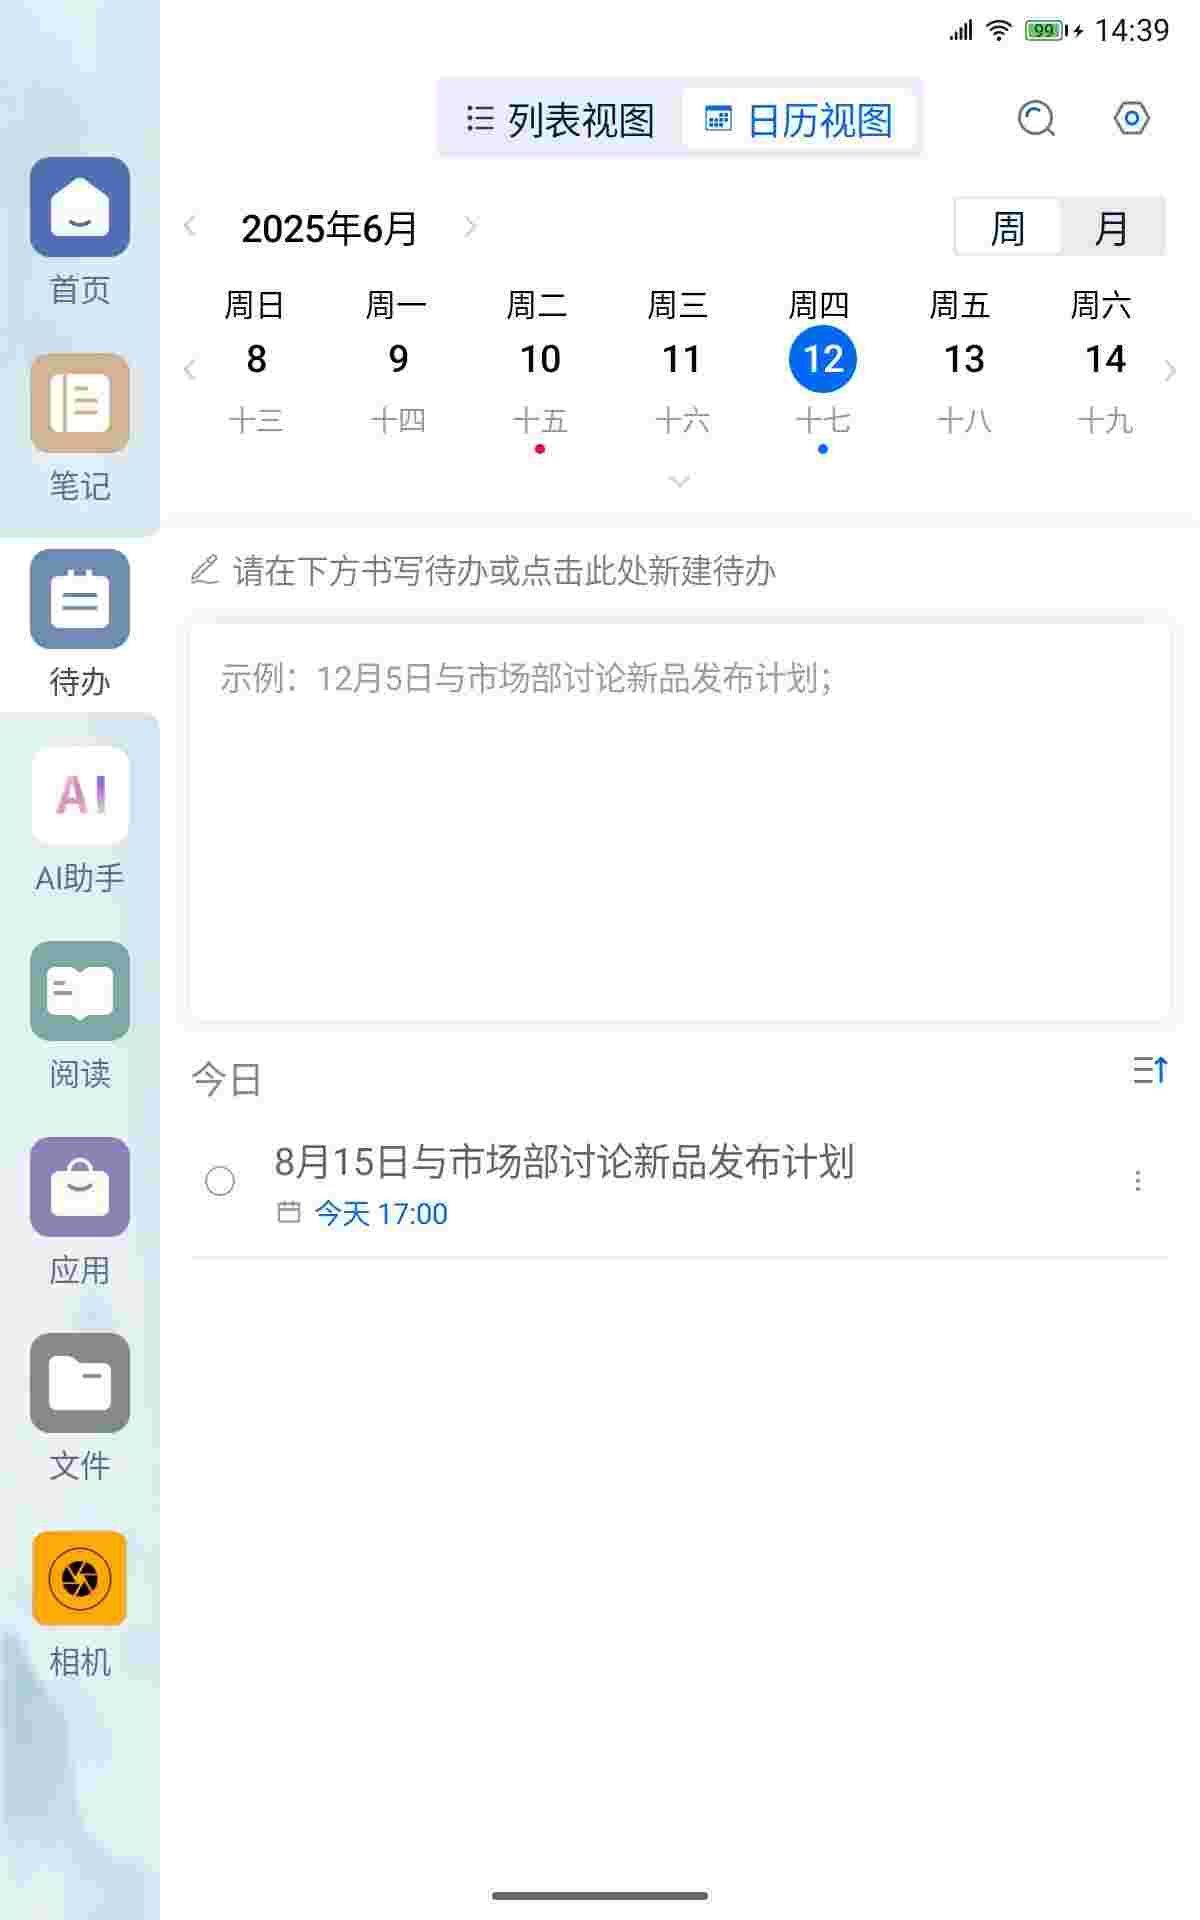 99 14:39
列表视图 日历视图
2025年6月 周 月
周日 周一 周二 周三 周四 周五 周六
8 9 10 11 12 13 14
十三 十四 十五 十六 十七 十八 十九
请在下方书写待办或点击此处新建待办
示例：12月5日与市场部讨论新品发布计划；
今日
8月15日与市场部讨论新品发布计划
今天 17:00
首页
笔记
待办
AI
AI助手
阅读
应用
文件
相机